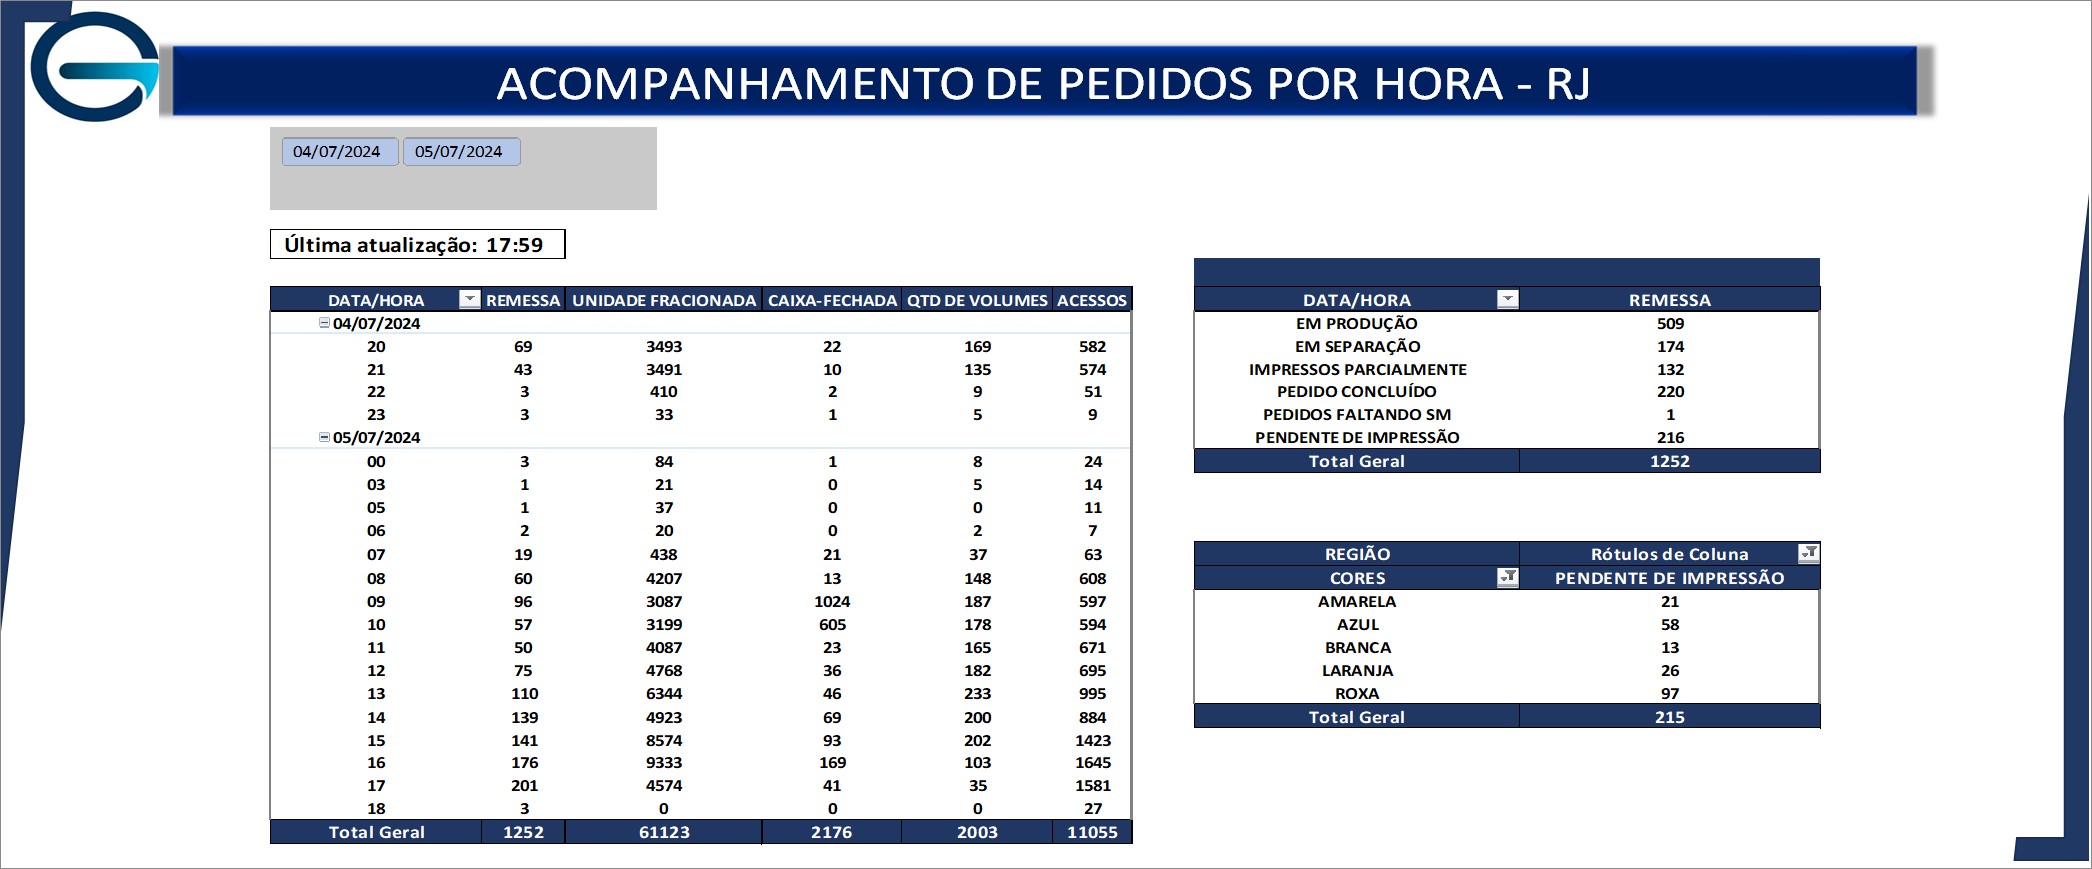 ACOMPANHAMENTO DE PEDIDOS POR HORA - RJ
04/07/2024 05/07/2024
Última atualização: 17:59
DATA/HORA REMESSA UNIDADE FRACIONADA CAIXA-FECHADA QTD DE VOLUMES ACESSOS
04/07/2024
20 69 3493 22 169 582
21 43 3491 10 135 574
22 3 410 2 9 51
23 3 33 1 5 9
05/07/2024
00 3 84 1 8 24
03 1 21 0 5 14
05 1 37 0 0 11
06 2 20 0 2 7
07 19 438 21 37 63
08 60 4207 13 148 608
09 96 3087 1024 187 597
10 57 3199 605 178 594
11 50 4087 23 165 671
12 75 4768 36 182 695
13 110 6344 46 233 995
14 139 4923 69 200 884
15 141 8574 93 202 1423
16 176 9333 169 103 1645
17 201 4574 41 35 1581
18 3 0 0 0 27
Total Geral 1252 61123 2176 2003 11055
DATA/HORA REMESSA
EM PRODUÇÃO 509
EM SEPARAÇÃO 174
IMPRESSOS PARCIALMENTE 132
PEDIDO CONCLUÍDO 220
PEDIDOS FALTANDO SM 1
PENDENTE DE IMPRESSÃO 216
Total Geral 1252
REGIÃO Rótulos de Coluna
CORES PENDENTE DE IMPRESSÃO
AMARELA 21
AZUL 58
BRANCA 13
LARANJA 26
ROXA 97
Total Geral 215